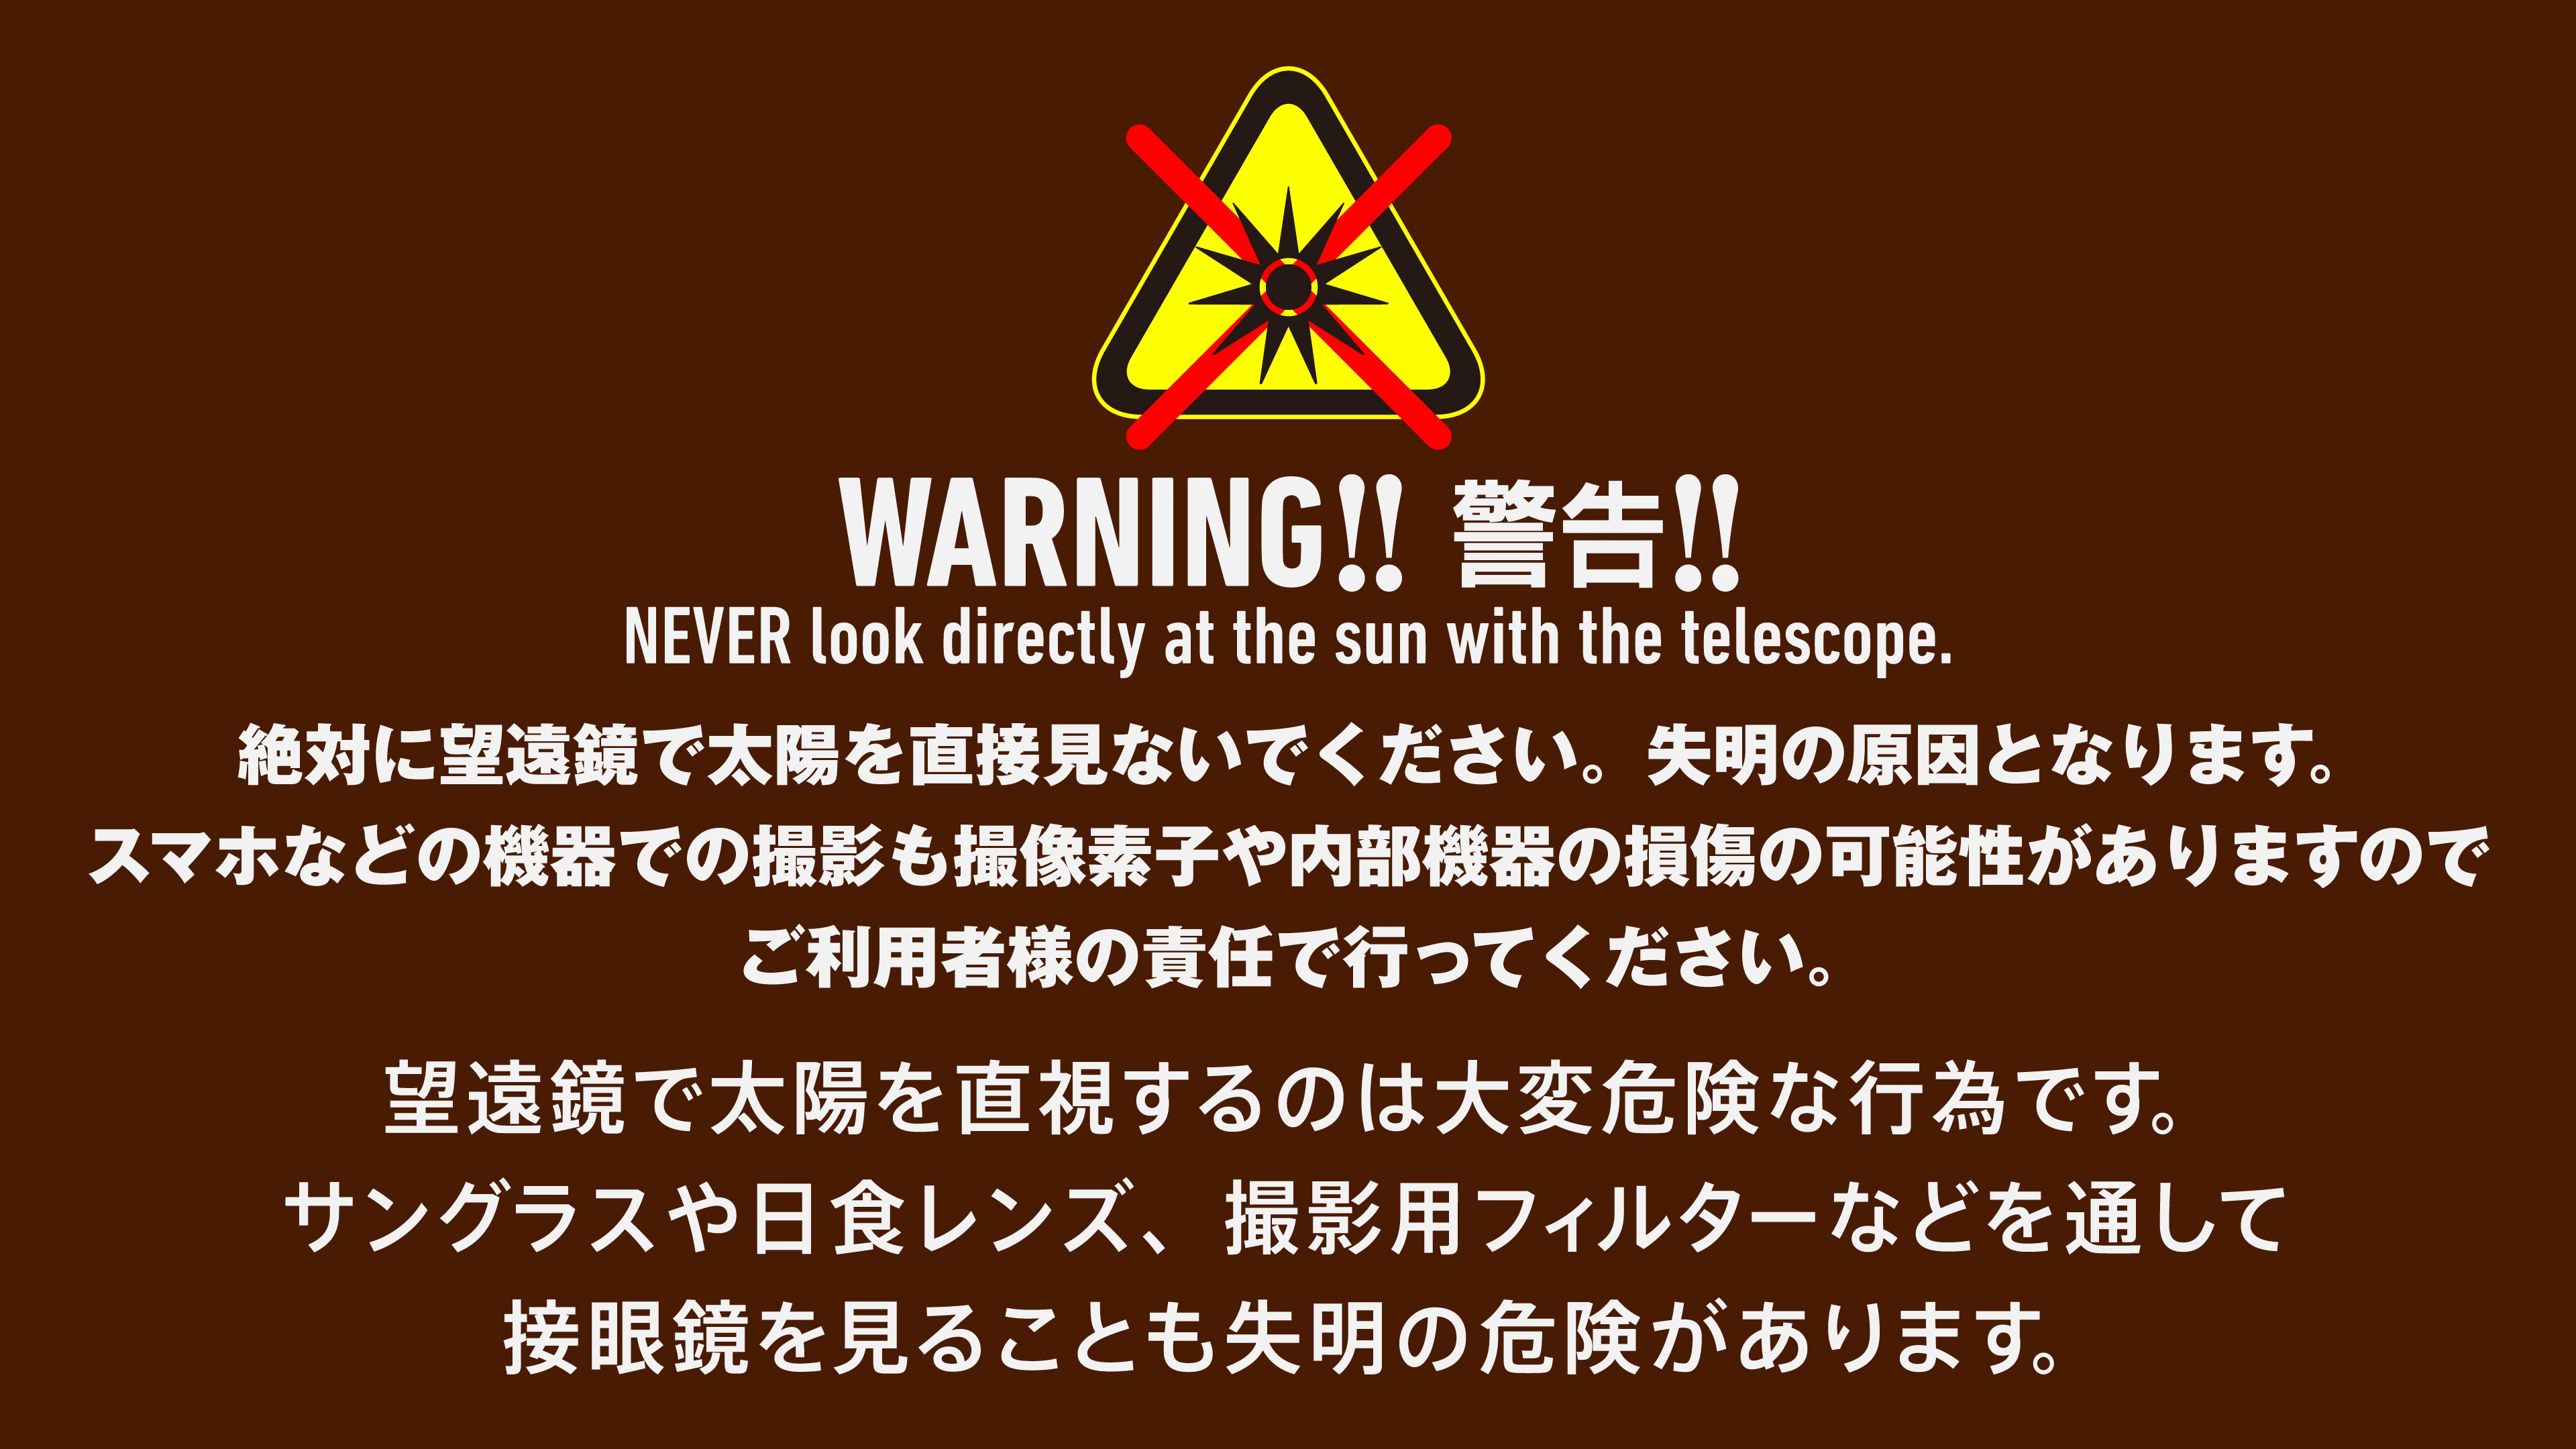 WARNING!! 警告!!
NEVER look directly at the sun with the telescope.
絶対に望遠鏡で太陽を直接見ないでください。失明の原因となります。
スマホなどの機器での撮影も撮像素子や内部機器の損傷の可能性がありますので
ご利用者様の責任で行ってください。
望遠鏡で太陽を直視するのは大変危険な行為です。
サングラスや日食レンズ、撮影用フィルターなどを通して
接眼鏡を見ることも失明の危険があります。